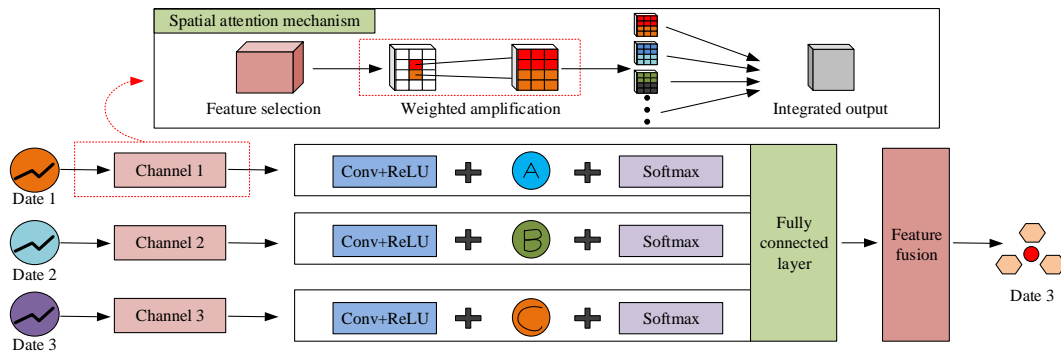 Spatial attention mechanism
Feature selection
Weighted amplification
Integrated output
Date 1
Channel 1
Conv+ReLU
A
Softmax
Date 2
Channel 2
Conv+ReLU
B
Softmax
Date 3
Channel 3
Conv+ReLU
C
Softmax
Fully
connected
layer
Feature
fusion
Date 3